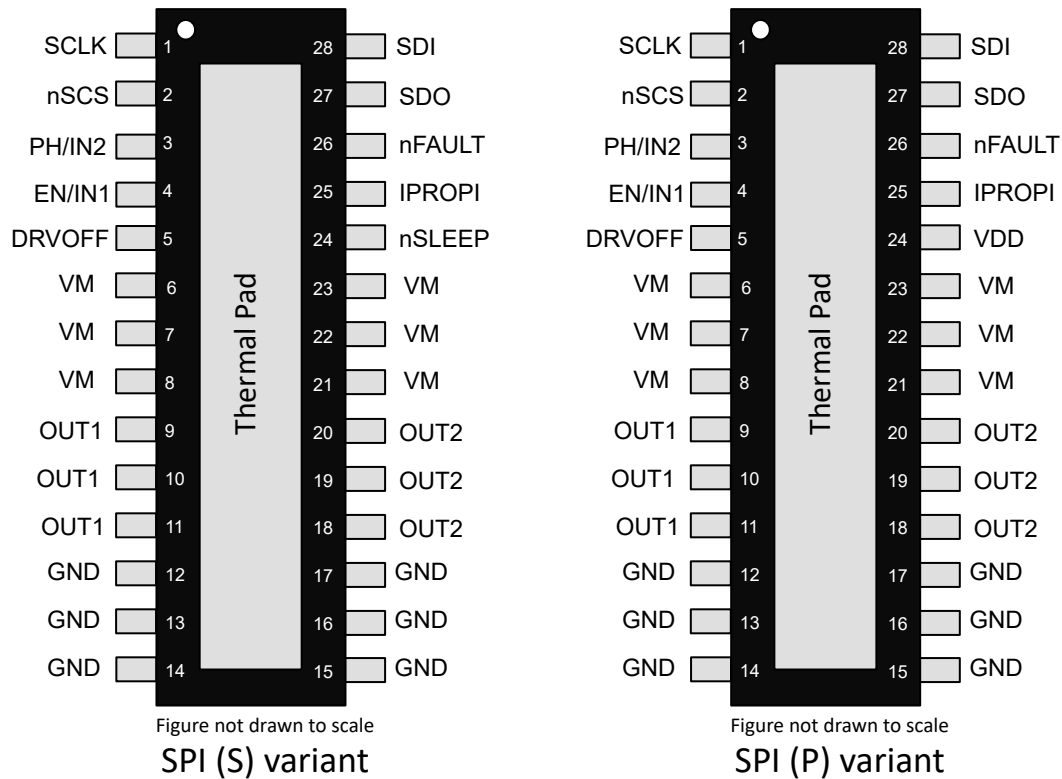 SCLK 1 28 SDI
nSCS 2 27 SDO
PH/IN2 3 26 nFAULT
EN/IN1 4 25 IPROPI
DRVOFF 5 24 nSLEEP
VM 6 23 VM
VM 7 22 VM
VM 8 21 VM
OUT1 9 20 OUT2
OUT1 10 19 OUT2
OUT1 11 18 OUT2
GND 12 17 GND
GND 13 16 GND
GND 14 15 GND
Thermal Pad
Figure not drawn to scale
SPI (S) variant
SCLK 1 28 SDI
nSCS 2 27 SDO
PH/IN2 3 26 nFAULT
EN/IN1 4 25 IPROPI
DRVOFF 5 24 VDD
VM 6 23 VM
VM 7 22 VM
VM 8 21 VM
OUT1 9 20 OUT2
OUT1 10 19 OUT2
OUT1 11 18 OUT2
GND 12 17 GND
GND 13 16 GND
GND 14 15 GND
Thermal Pad
Figure not drawn to scale
SPI (P) variant